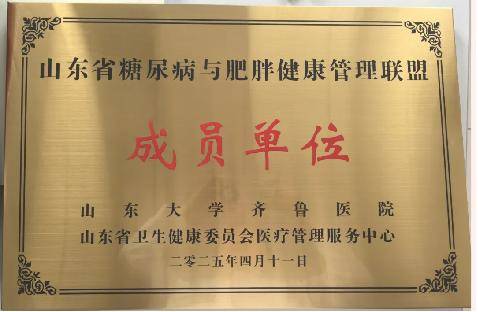 山东省糖尿病与肥胖健康管理联盟
成员单位
山东大学齐鲁医院
山东省卫生健康委员会医疗管理服务中心
二零二五年四月十一日